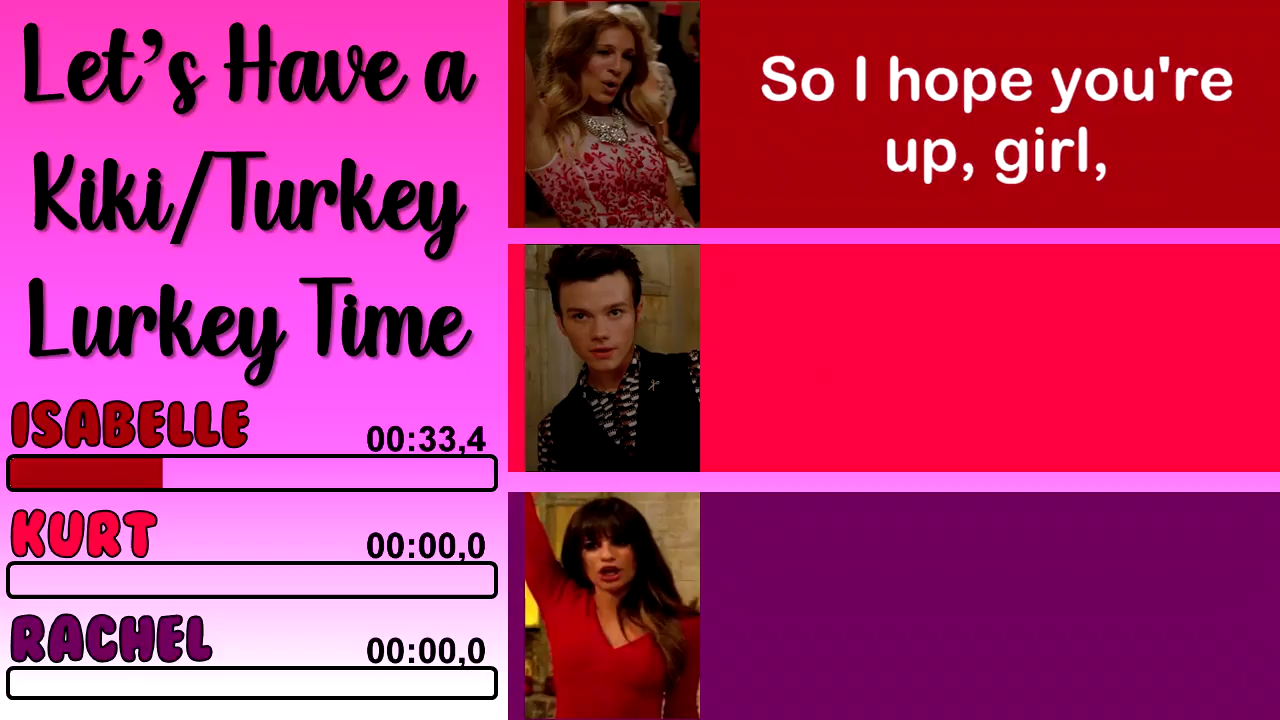 Let's Have a
Kiki/Turkey
Lurkey Time
ISABELLE
00:33,4
KURT
00:00,0
RACHEL
00:00,0
So I hope you're
up, girl,